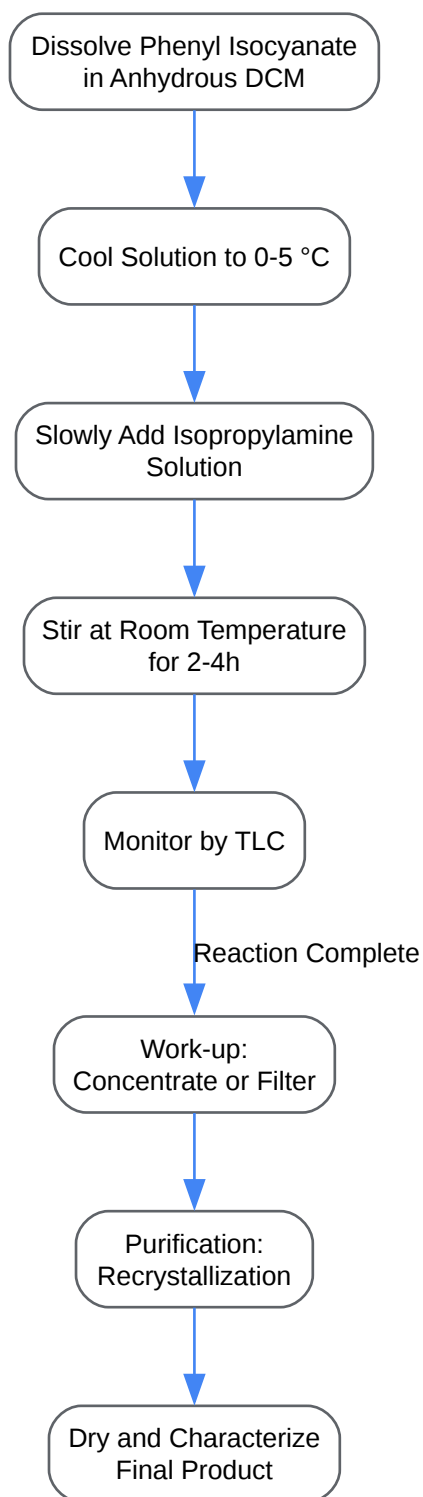 Dissolve Phenyl Isocyanate
in Anhydrous DCM
Cool Solution to 0-5 °C
Slowly Add Isopropylamine
Solution
Stir at Room Temperature
for 2-4h
Monitor by TLC
Reaction Complete
Work-up:
Concentrate or Filter
Purification:
Recrystallization
Dry and Characterize
Final Product